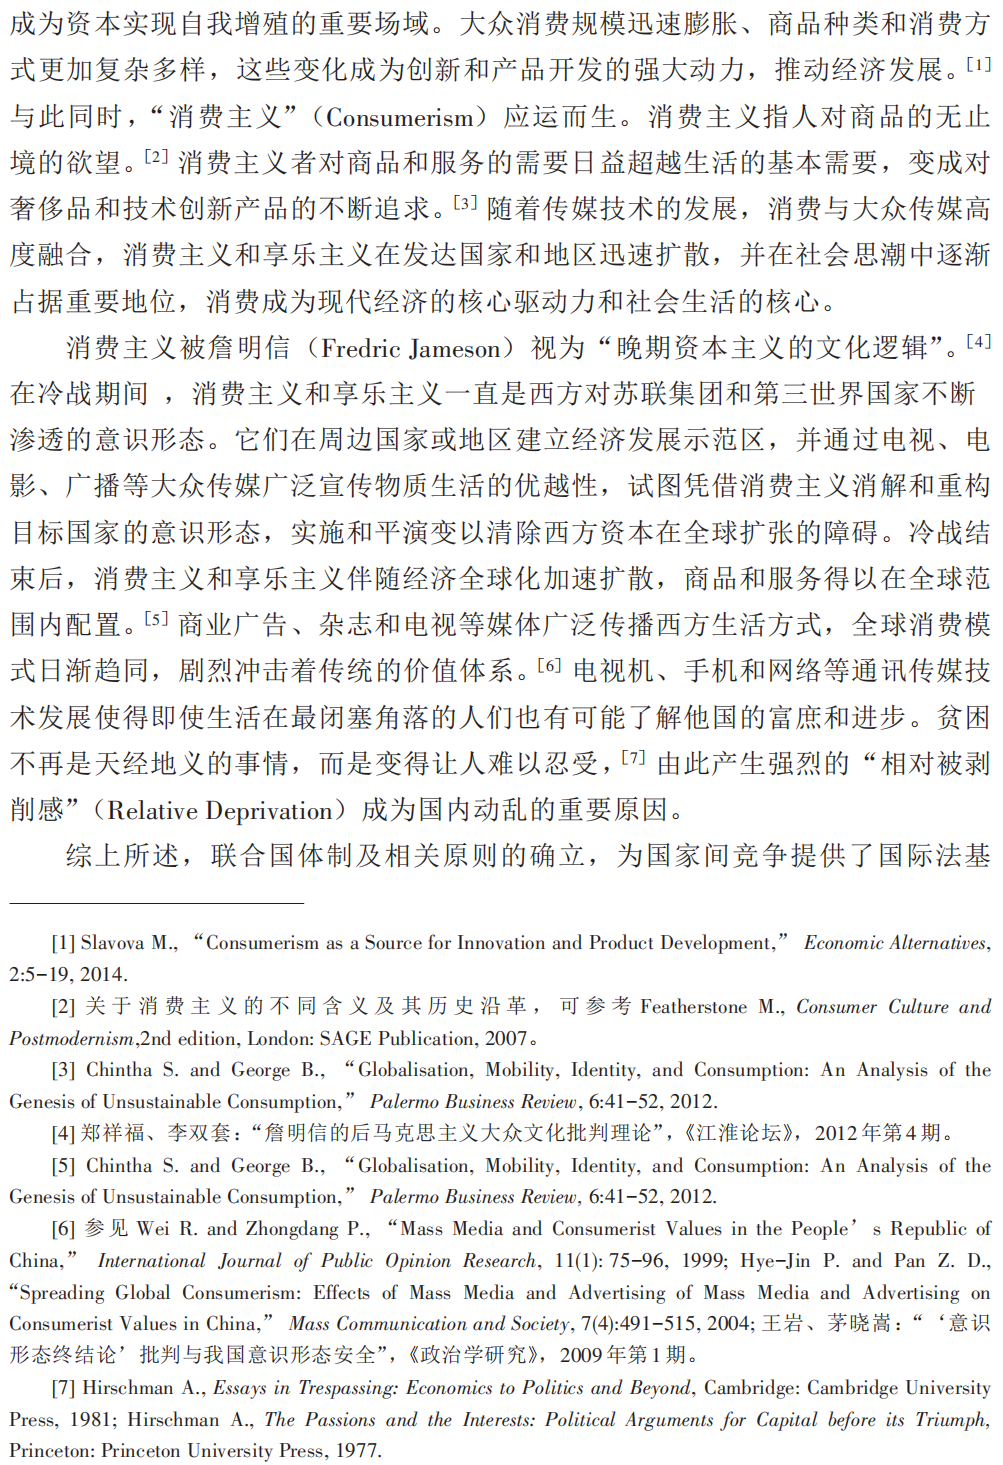 成为资本实现自我增殖的重要场域。大众消费规模迅速膨胀、商品种类和消费方
式更加复杂多样，这些变化成为创新和产品开发的强大动力，推动经济发展。[1]
与此同时，“消费主义”（Consumerism）应运而生。消费主义指人对商品的无止
境的欲望。[2] 消费主义者对商品和服务的需要日益超越生活的基本需要，变成对
奢侈品和技术创新产品的不断追求。[3] 随着传媒技术的发展，消费与大众传媒高
度融合，消费主义和享乐主义在发达国家和地区迅速扩散，并在社会思潮中逐渐
占据重要地位，消费成为现代经济的核心驱动力和社会生活的核心。
消费主义被詹明信（Fredric Jameson）视为“晚期资本主义的文化逻辑”。[4]
在冷战期间 ，消费主义和享乐主义一直是西方对苏联集团和第三世界国家不断
渗透的意识形态。它们在周边国家或地区建立经济发展示范区，并通过电视、电
影、广播等大众传媒广泛宣传物质生活的优越性，试图凭借消费主义消解和重构
目标国家的意识形态，实施和平演变以清除西方资本在全球扩张的障碍。冷战结
束后，消费主义和享乐主义伴随经济全球化加速扩散，商品和服务得以在全球范
围内配置。[5] 商业广告、杂志和电视等媒体广泛传播西方生活方式，全球消费模
式日渐趋同，剧烈冲击着传统的价值体系。[6] 电视机、手机和网络等通讯传媒技
术发展使得即使生活在最闭塞角落的人们也有可能了解他国的富庶和进步。贫困
不再是天经地义的事情，而是变得让人难以忍受，[7] 由此产生强烈的“相对被剥
削感”（Relative Deprivation）成为国内动乱的重要原因。
综上所述，联合国体制及相关原则的确立，为国家间竞争提供了国际法基
[1] Slavova M., “Consumerism as a Source for Innovation and Product Development,” Economic Alternatives,
2:5-19, 2014.
[2] 关于消费主义的不同含义及其历史沿革，可参考 Featherstone M., Consumer Culture and
Postmodernism,2nd edition, London: SAGE Publication, 2007。
[3] Chintha S. and George B., “Globalisation, Mobility, Identity, and Consumption: An Analysis of the
Genesis of Unsustainable Consumption,” Palermo Business Review, 6:41-52, 2012.
[4] 郑祥福、李双套：“詹明信的后马克思主义大众文化批判理论”，《江淮论坛》，2012 年第 4 期。
[5] Chintha S. and George B., “Globalisation, Mobility, Identity, and Consumption: An Analysis of the
Genesis of Unsustainable Consumption,” Palermo Business Review, 6:41-52, 2012.
[6] 参见 Wei R. and Zhongdang P., “Mass Media and Consumerist Values in the People’s Republic of
China,” International Journal of Public Opinion Research, 11(1): 75-96, 1999; Hye-Jin P. and Pan Z. D.,
“Spreading Global Consumerism: Effects of Mass Media and Advertising of Mass Media and Advertising on
Consumerist Values in China,” Mass Communication and Society, 7(4):491-515, 2004; 王岩、茅晓嵩：“‘意识
形态终结论’批判与我国意识形态安全”，《政治学研究》，2009 年第 1 期。
[7] Hirschman A., Essays in Trespassing: Economics to Politics and Beyond, Cambridge: Cambridge University
Press, 1981; Hirschman A., The Passions and the Interests: Political Arguments for Capital before its Triumph,
Princeton: Princeton University Press, 1977.